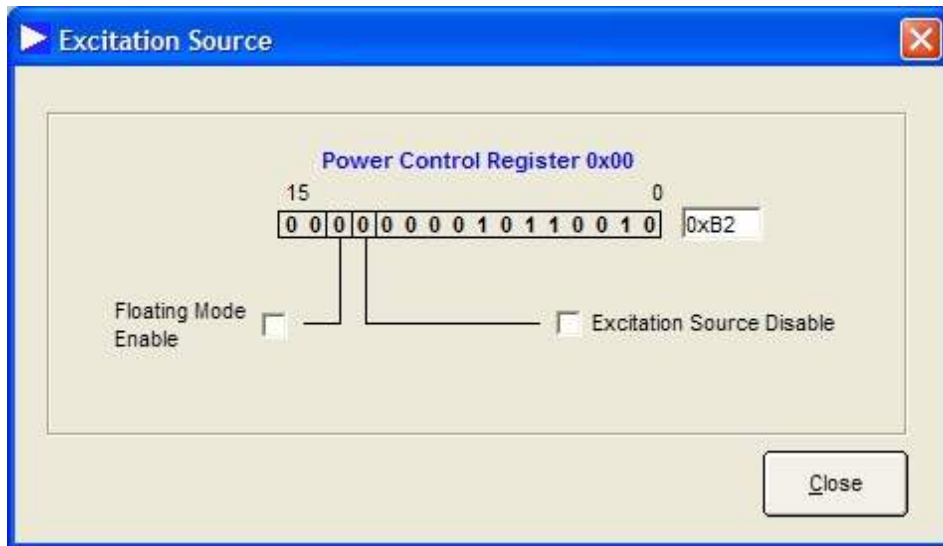 Excitation Source
Power Control Register 0x00
15 0
0 0 0 0 0 0 0 0 1 0 1 1 0 0 1 0 0xB2
Floating Mode
Enable
Excitation Source Disable
Close